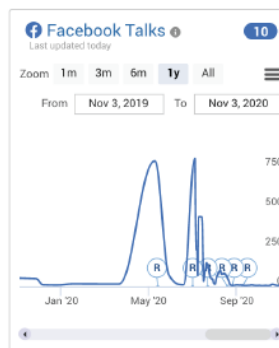 Facebook Talks 10
Last updated today
Zoom 1m 3m 6m 1y All
From Nov 3, 2019 To Nov 3, 2020
750
500
250
R R R R R
0
Jan '20 May '20 Sep '20